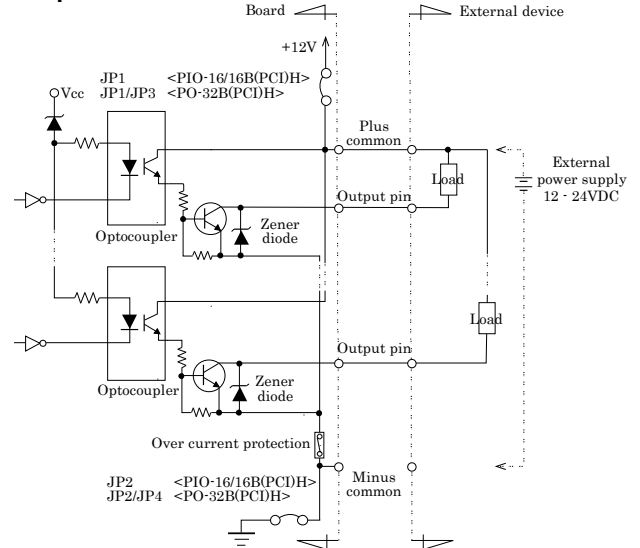 Board
External device
+12V
JP1 <PIO-16/16B(PCI)H>
Vcc JP1/JP3 <PO-32B(PCI)H>
Plus
common
Load
External
power supply
12 - 24VDC
Output pin
Optocoupler
Zener
diode
Load
Output pin
Optocoupler
Zener
diode
Over current protection
JP2 <PIO-16/16B(PCI)H>
JP2/JP4 <PO-32B(PCI)H>
Minus
common